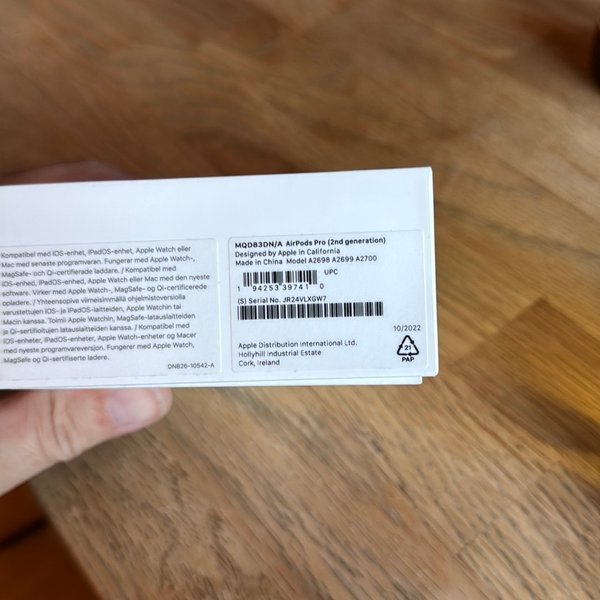 Kompatibel med iOS-enhet, iPadOS-enhet, Apple Watch eller
Mac med senaste programvaran. Fungerar med Apple Watch-,
MagSafe- och Qi-certifierade laddare. / Kompatibel med
iOS-enhed, iPadOS-enhed, Apple Watch eller Mac med den nyeste
software. Virker med Apple Watch-, MagSafe- og Qi-certificerede
opladere. / Yhteensopiva viimeisimmällä ohjelmistoversiolla
varustettujen iOS- ja iPadOS-laitteiden, Apple Watchin tai
Macin kanssa. Toimii Apple Watchin, MagSafe-latauslaitteiden
ja Qi-sertifioitujen latauslaitteiden kanssa. / Kompatibel med
iOS-enheter, iPadOS-enheter, Apple Watch-enheter og Macer
med nyeste programvareversjon. Fungerer med Apple Watch,
MagSafe og Qi-sertifiserte ladere.
DNB26-10542-A
MQD83DN/A AirPods Pro (2nd generation)
Designed by Apple in California
Made in China Model A2698 A2699 A2700
UPC
1 94253 39741 0
(S) Serial No. JR24VLXGW7
10/2022
Apple Distribution International Ltd.
Hollyhill Industrial Estate
Cork, Ireland
21
PAP